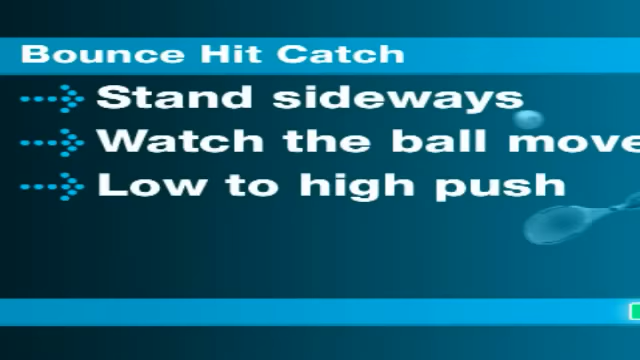 Bounce Hit Catch
Stand sideways
Watch the ball move
Low to high push